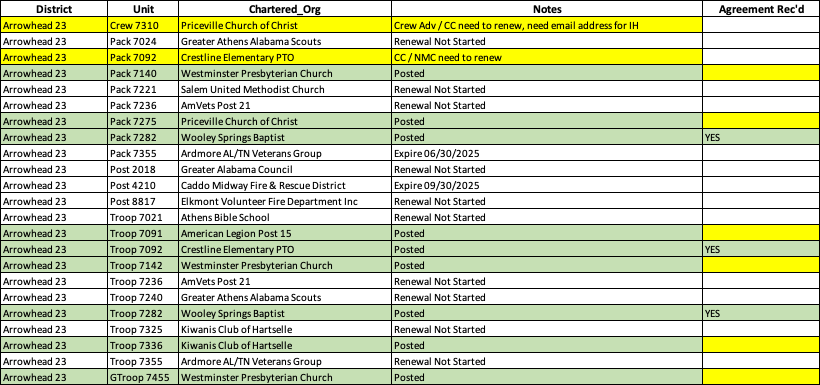 District Unit Chartered_Org Notes Agreement Rec'd
Arrowhead 23 Crew 7310 Priceville Church of Christ Crew Adv / CC need to renew, need email address for IH
Arrowhead 23 Pack 7024 Greater Athens Alabama Scouts Renewal Not Started
Arrowhead 23 Pack 7092 Crestline Elementary PTO CC / NMC need to renew
Arrowhead 23 Pack 7140 Westminster Presbyterian Church Posted
Arrowhead 23 Pack 7221 Salem United Methodist Church Renewal Not Started
Arrowhead 23 Pack 7236 AmVets Post 21 Renewal Not Started
Arrowhead 23 Pack 7275 Priceville Church of Christ Posted
Arrowhead 23 Pack 7282 Wooley Springs Baptist Posted YES
Arrowhead 23 Pack 7355 Ardmore AL/TN Veterans Group Expire 06/30/2025
Arrowhead 23 Post 2018 Greater Alabama Council Renewal Not Started
Arrowhead 23 Post 4210 Caddo Midway Fire & Rescue District Expire 09/30/2025
Arrowhead 23 Post 8817 Elkmont Volunteer Fire Department Inc Renewal Not Started
Arrowhead 23 Troop 7021 Athens Bible School Renewal Not Started
Arrowhead 23 Troop 7091 American Legion Post 15 Posted
Arrowhead 23 Troop 7092 Crestline Elementary PTO Posted YES
Arrowhead 23 Troop 7142 Westminster Presbyterian Church Posted
Arrowhead 23 Troop 7236 AmVets Post 21 Renewal Not Started
Arrowhead 23 Troop 7240 Greater Athens Alabama Scouts Renewal Not Started
Arrowhead 23 Troop 7282 Wooley Springs Baptist Posted YES
Arrowhead 23 Troop 7325 Kiwanis Club of Hartselle Renewal Not Started
Arrowhead 23 Troop 7336 Kiwanis Club of Hartselle Posted
Arrowhead 23 Troop 7355 Ardmore AL/TN Veterans Group Renewal Not Started
Arrowhead 23 GTroop 7455 Westminster Presbyterian Church Posted